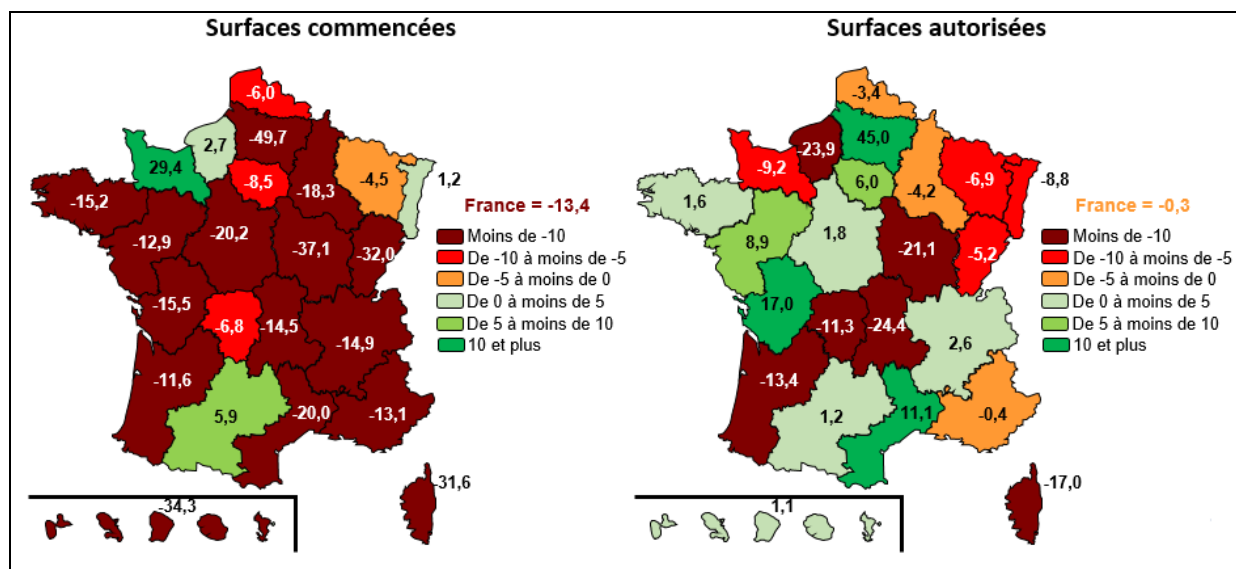 Surfaces commencées
-6,0
-49,7
2,7
29,4
-8,5
-18,3
-4,5
1,2
-15,2
-12,9
-20,2
-37,1
-32,0
-15,5
-6,8
-14,5
-14,9
-11,6
5,9
-20,0
-13,1
-31,6
-34,3
France = -13,4
Moins de -10
De -10 à moins de -5
De -5 à moins de 0
De 0 à moins de 5
De 5 à moins de 10
10 et plus
Surfaces autorisées
-3,4
45,0
-23,9
-9,2
6,0
-4,2
-6,9
-8,8
1,6
8,9
1,8
-21,1
-5,2
17,0
-11,3
-24,4
2,6
-13,4
1,2
11,1
-0,4
-17,0
1,1
France = -0,3
Moins de -10
De -10 à moins de -5
De -5 à moins de 0
De 0 à moins de 5
De 5 à moins de 10
10 et plus